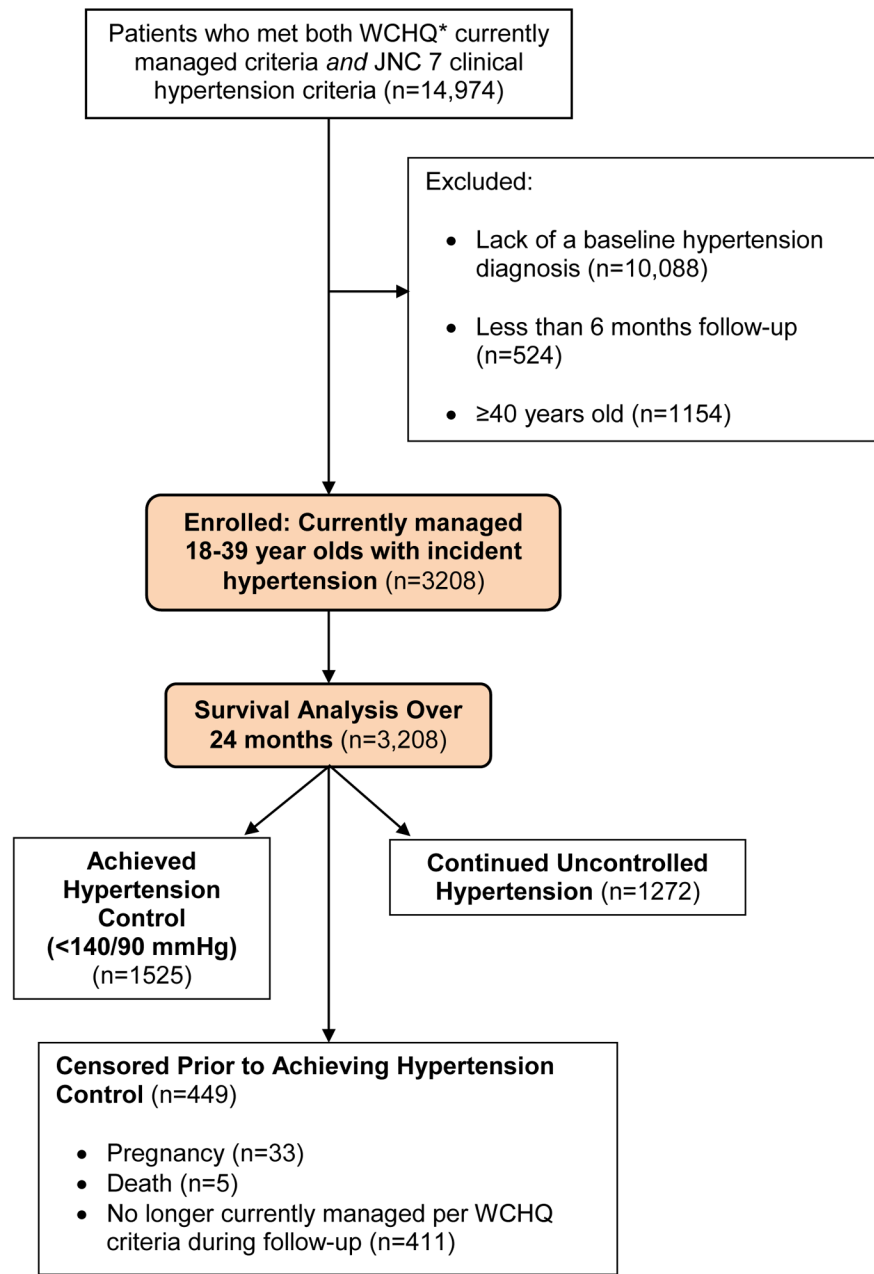 Patients who met both WCHQ* currently
managed criteria and JNC 7 clinical
hypertension criteria (n=14,974)
Excluded:
• Lack of a baseline hypertension
diagnosis (n=10,088)
• Less than 6 months follow-up
(n=524)
• ≥40 years old (n=1154)
Enrolled: Currently managed
18-39 year olds with incident
hypertension (n=3208)
Survival Analysis Over
24 months (n=3,208)
Achieved
Hypertension
Control
(<140/90 mmHg)
(n=1525)
Continued Uncontrolled
Hypertension (n=1272)
Censored Prior to Achieving Hypertension
Control (n=449)
• Pregnancy (n=33)
• Death (n=5)
• No longer currently managed per WCHQ
criteria during follow-up (n=411)